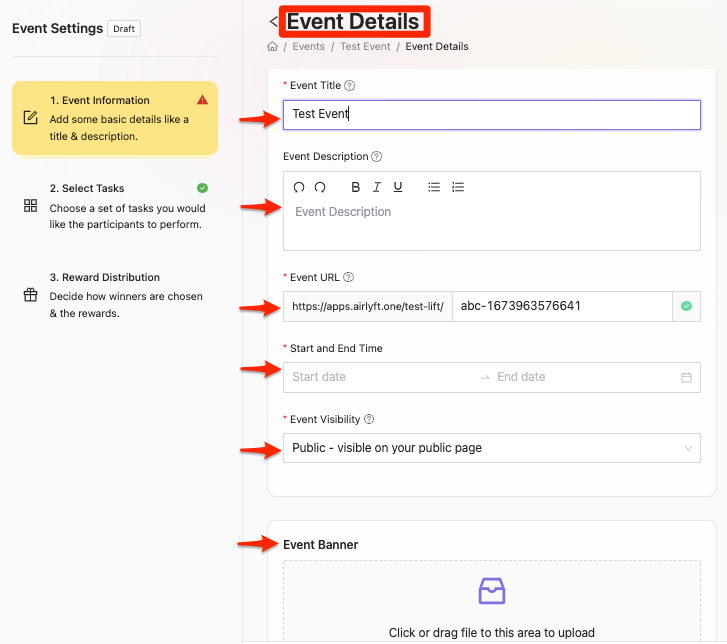 Event Settings Draft
1. Event Information
Add some basic details like a
title & description.
2. Select Tasks
Choose a set of tasks you would
like the participants to perform.
3. Reward Distribution
Decide how winners are chosen
& the rewards.
Event Details
/ Events / Test Event / Event Details
* Event Title ?
Test Event
Event Description ?
B I U
Event Description
* Event URL ?
https://apps.airlyft.one/test-lift/ abc-1673963576641
* Start and End Time
Start date → End date
* Event Visibility ?
Public - visible on your public page
Event Banner
Click or drag file to this area to upload